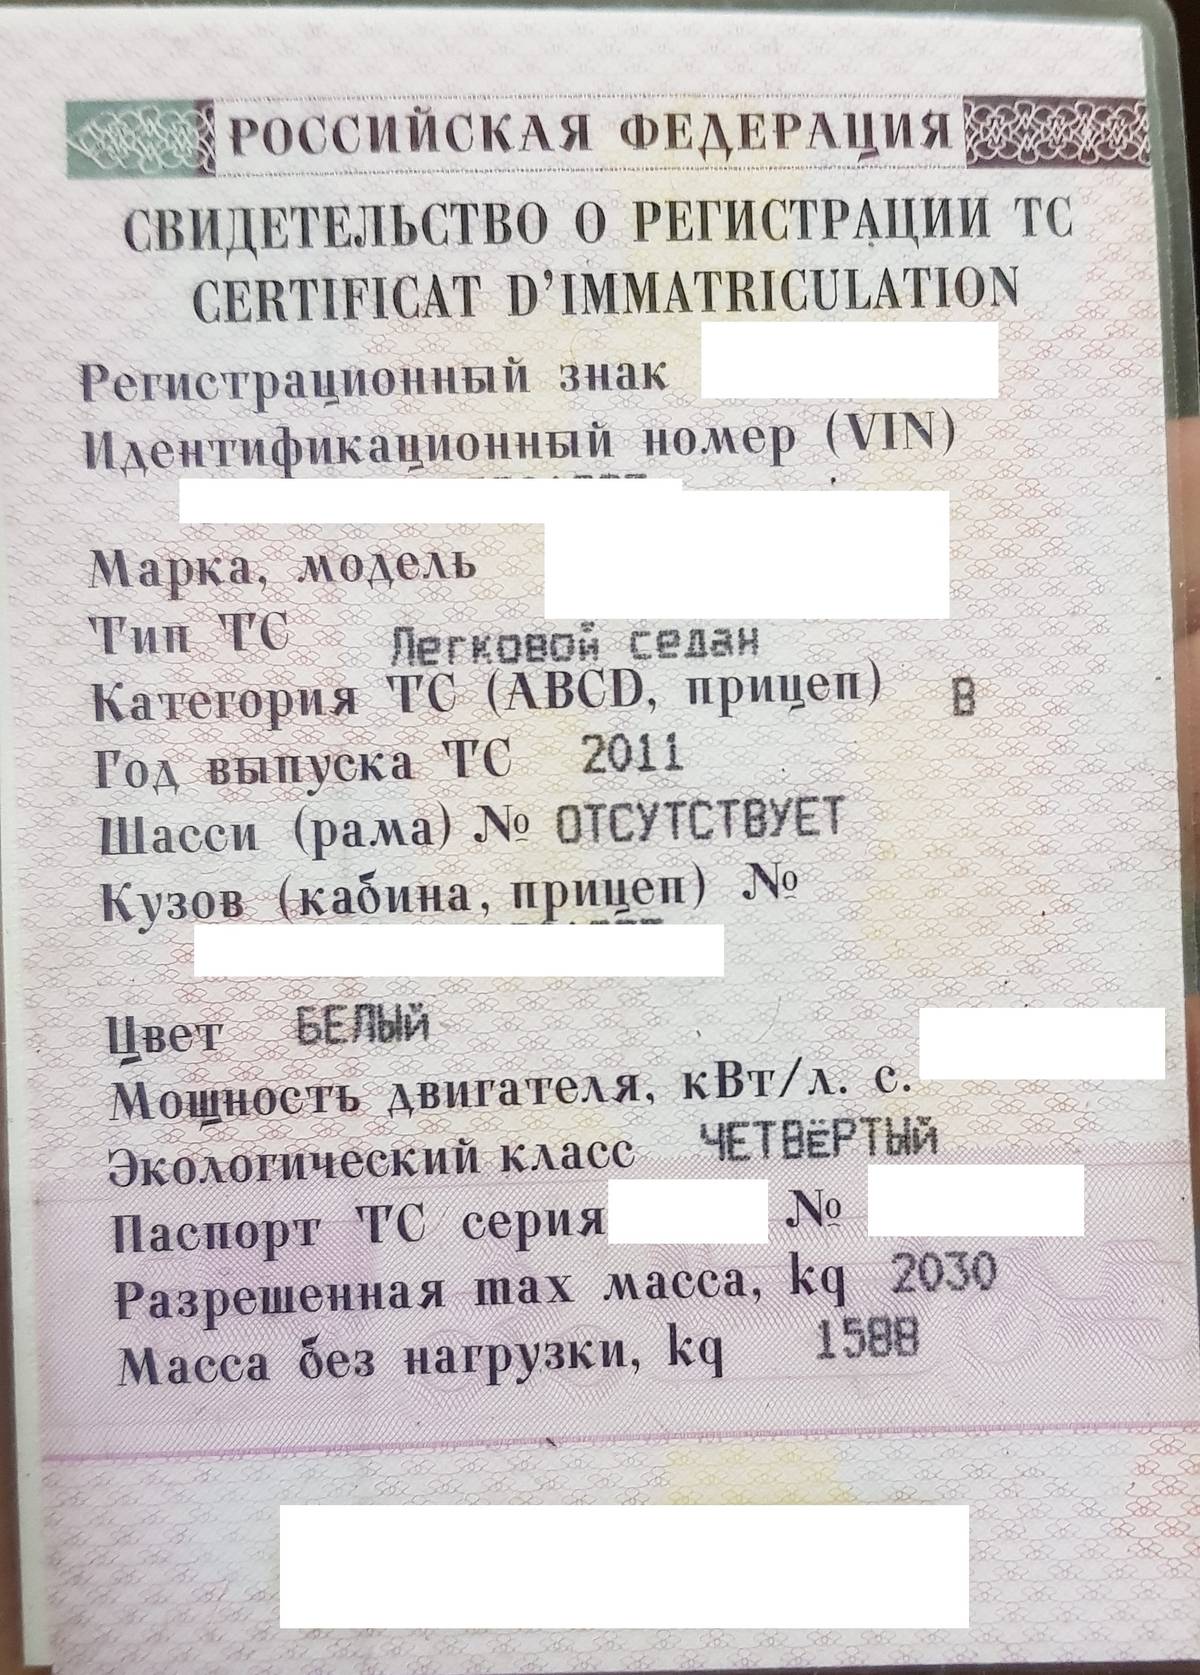 РОССИЙСКАЯ ФЕДЕРАЦИЯ
СВИДЕТЕЛЬСТВО О РЕГИСТРАЦИИ ТС
CERTIFICAT D'IMMATRICULATION
Регистрационный знак
Идентификационный номер (VIN)
Марка, модель
Тип ТС Легковой седан
Категория ТС (ABCD, прицеп) B
Год выпуска ТС 2011
Шасси (рама) № ОТСУТСТВУЕТ
Кузов (кабина, прицеп) №
Цвет БЕЛЫЙ
Мощность двигателя, кВт/л. с.
Экологический класс ЧЕТВЁРТЫЙ
Паспорт ТС серия №
Разрешенная max масса, kg 2030
Масса без нагрузки, kg 1588